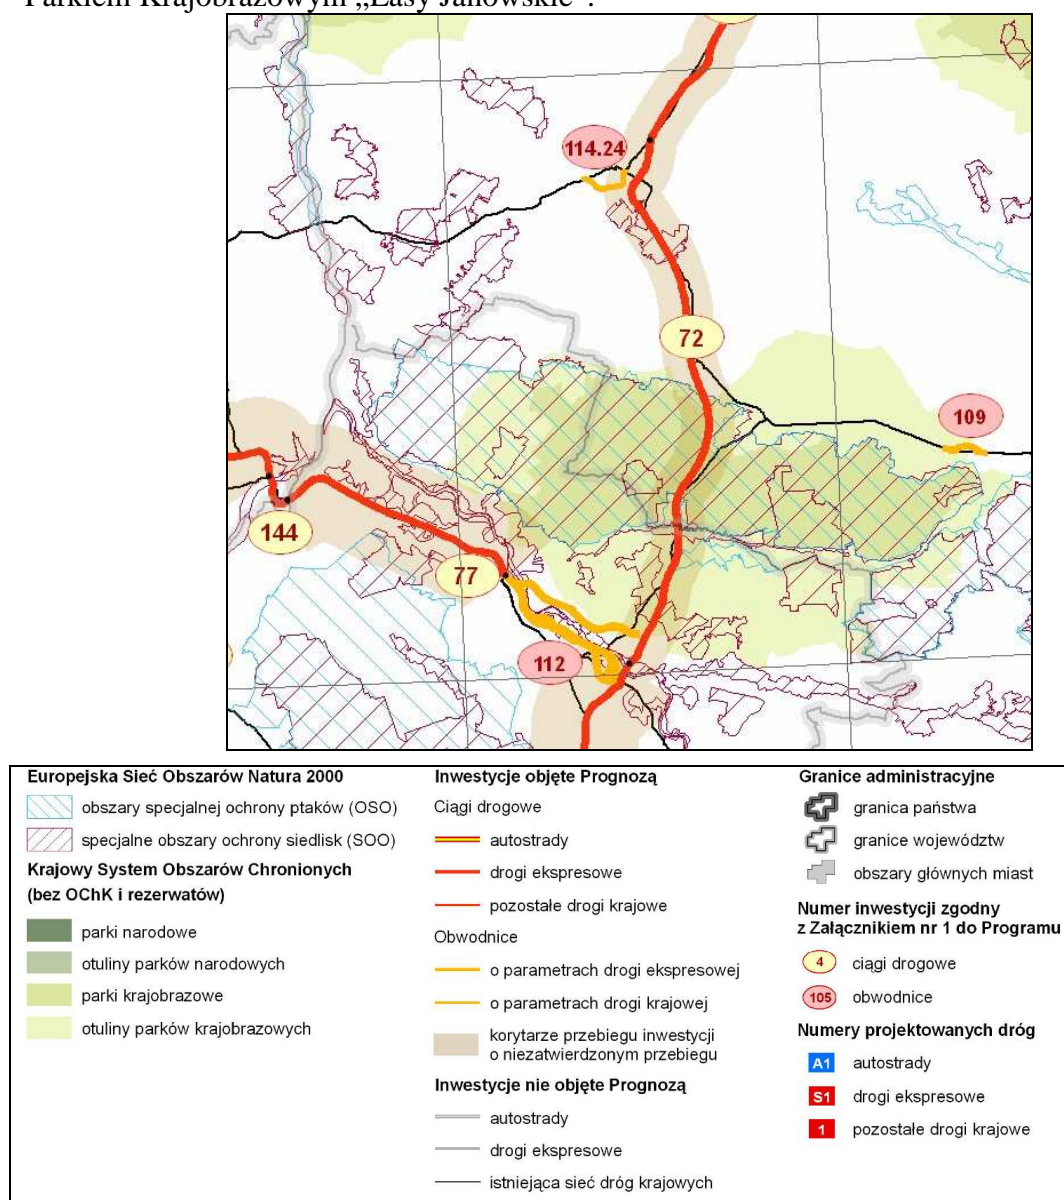 Parkiem Krajobrazowym „Lasy Janowskie”.
114.24
72
109
144
77
112
Europejska Sieć Obszarów Natura 2000
obszary specjalnej ochrony ptaków (OSO)
specjalne obszary ochrony siedlisk (SOO)
Krajowy System Obszarów Chronionych
(bez OChK i rezerwatów)
parki narodowe
otuliny parków narodowych
parki krajobrazowe
otuliny parków krajobrazowych
Inwestycje objęte Prognozą
Ciągi drogowe
autostrady
drogi ekspresowe
pozostałe drogi krajowe
Obwodnice
o parametrach drogi ekspresowej
o parametrach drogi krajowej
korytarze przebiegu inwestycji
o niezatwierdzonym przebiegu
Inwestycje nie objęte Prognozą
autostrady
drogi ekspresowe
istniejąca sieć dróg krajowych
Granice administracyjne
granica państwa
granice województw
obszary głównych miast
Numer inwestycji zgodny
z Załącznikiem nr 1 do Programu
4 ciągi drogowe
105 obwodnice
Numery projektowanych dróg
A1 autostrady
S1 drogi ekspresowe
1 pozostałe drogi krajowe